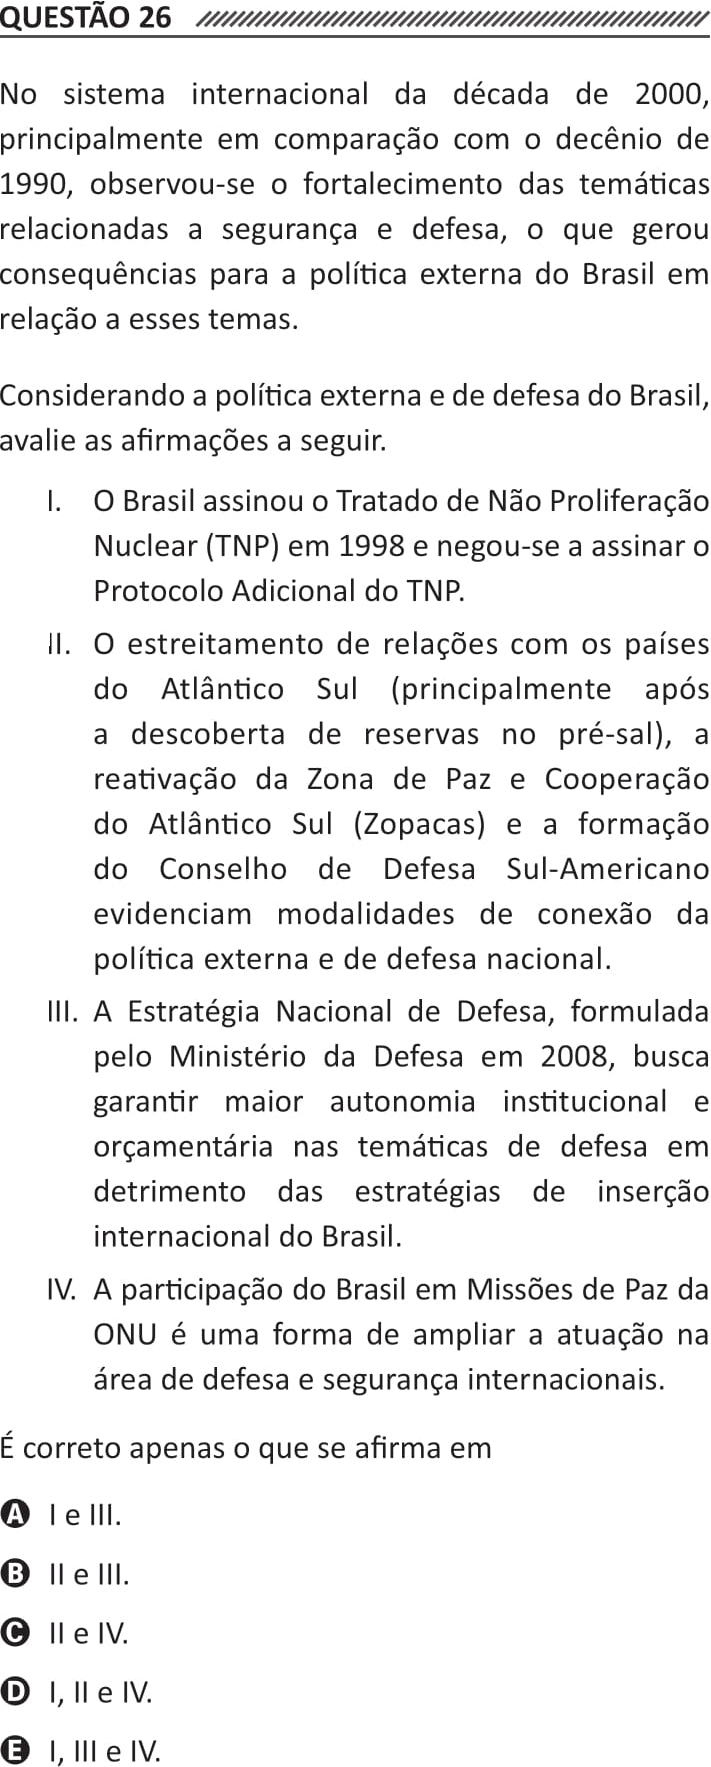 QUESTÃO 26
No sistema internacional da década de 2000,
principalmente em comparação com o decênio de
1990, observou-se o fortalecimento das temáticas
relacionadas a segurança e defesa, o que gerou
consequências para a política externa do Brasil em
relação a esses temas.
Considerando a política externa e de defesa do Brasil,
avalie as afirmações a seguir.
I. O Brasil assinou o Tratado de Não Proliferação
Nuclear (TNP) em 1998 e negou-se a assinar o
Protocolo Adicional do TNP.
II. O estreitamento de relações com os países
do Atlântico Sul (principalmente após
a descoberta de reservas no pré-sal), a
reativação da Zona de Paz e Cooperação
do Atlântico Sul (Zopacas) e a formação
do Conselho de Defesa Sul-Americano
evidenciam modalidades de conexão da
política externa e de defesa nacional.
III. A Estratégia Nacional de Defesa, formulada
pelo Ministério da Defesa em 2008, busca
garantir maior autonomia institucional e
orçamentária nas temáticas de defesa em
detrimento das estratégias de inserção
internacional do Brasil.
IV. A participação do Brasil em Missões de Paz da
ONU é uma forma de ampliar a atuação na
área de defesa e segurança internacionais.
É correto apenas o que se afirma em
A I e III.
B II e III.
C II e IV.
D I, II e IV.
E I, III e IV.